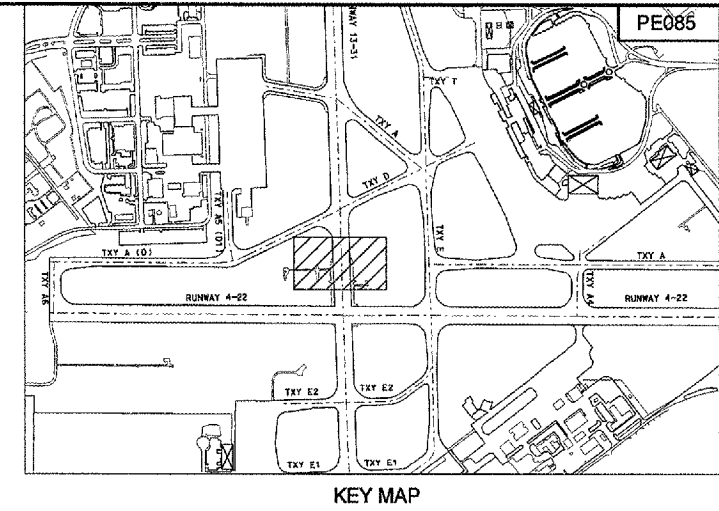 PE085
WAY 13-31
TXY T
TXY A
TXY D
TXY A5 (D1)
TXY A (D)
TXY E
TXY A
TXY A6
RUNWAY 4-22
TXY A4
RUNWAY 4-22
TXY E2
TXY E2
TXY E1
TXY E1
KEY MAP